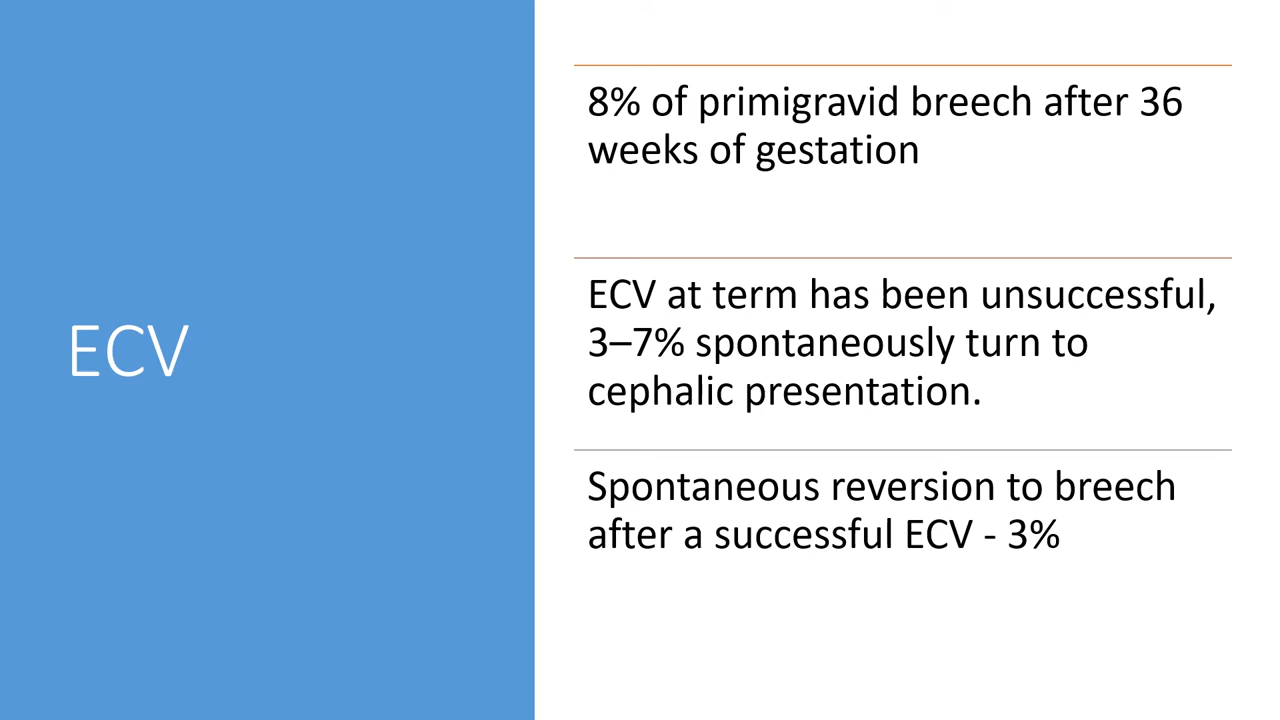 ECV
8% of primigravid breech after 36
weeks of gestation
ECV at term has been unsuccessful,
3–7% spontaneously turn to
cephalic presentation.
Spontaneous reversion to breech
after a successful ECV - 3%